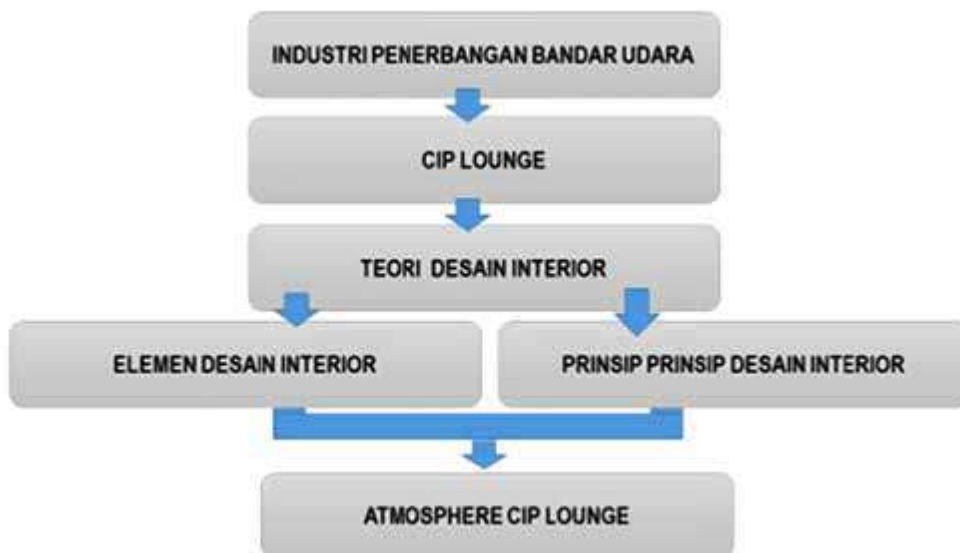 INDUSTRI PENERBANGAN BANDAR UDARA
CIP LOUNGE
TEORI DESAIN INTERIOR
ELEMEN DESAIN INTERIOR
PRINSIP PRINSIP DESAIN INTERIOR
ATMOSPHERE CIP LOUNGE